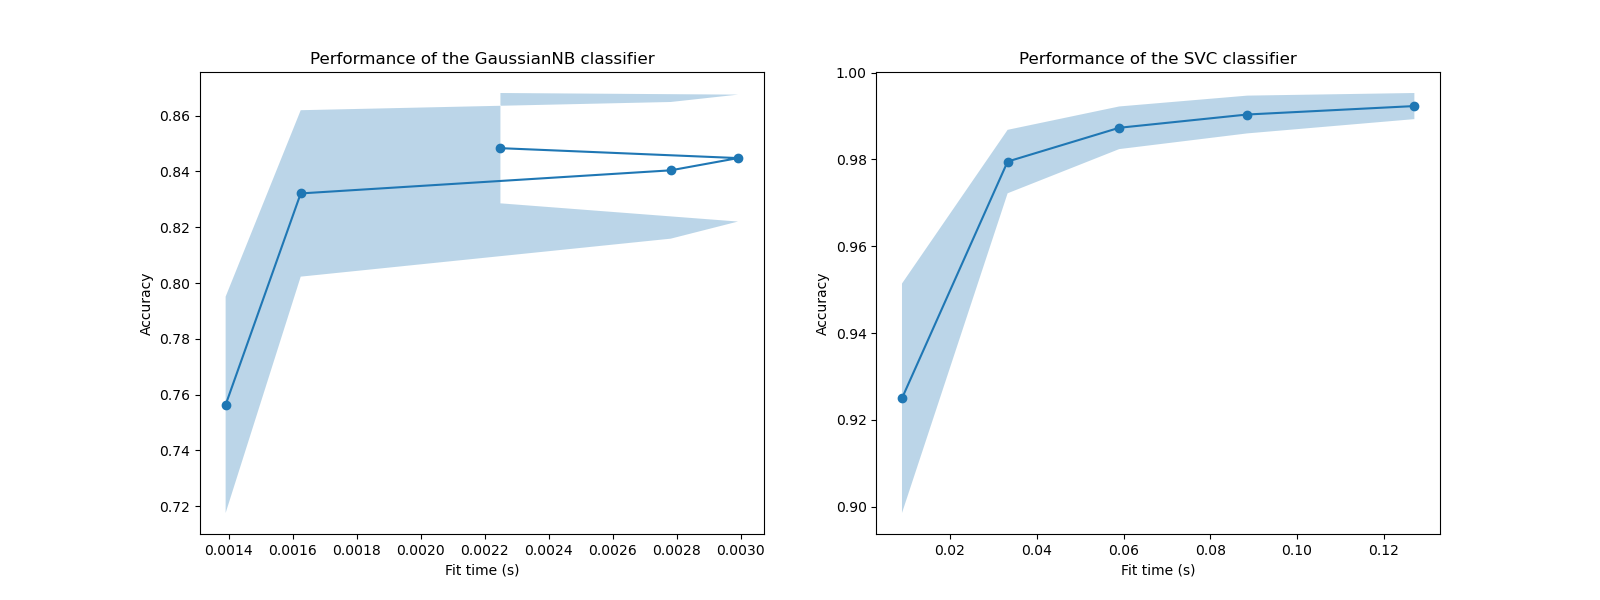 Performance of the GaussianNB classifier
Accuracy
0.86
0.84
0.82
0.80
0.78
0.76
0.74
0.72
0.0014 0.0016 0.0018 0.0020 0.0022 0.0024 0.0026 0.0028 0.0030
Fit time (s)
Performance of the SVC classifier
Accuracy
1.00
0.98
0.96
0.94
0.92
0.90
0.02 0.04 0.06 0.08 0.10 0.12
Fit time (s)